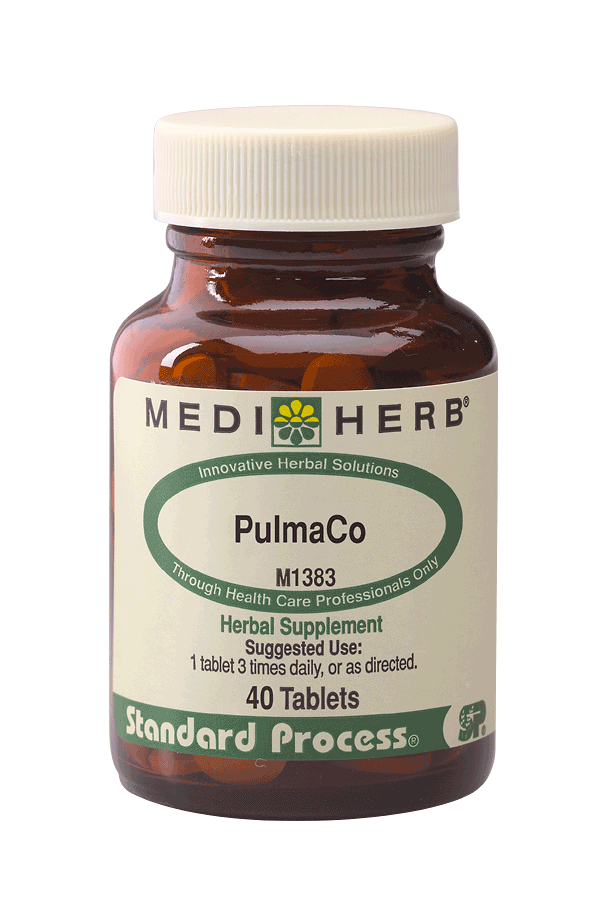 MEDI HERB®
Innovative Herbal Solutions
PulmaCo
M1383
Through Health Care Professionals Only
Herbal Supplement
Suggested Use:
1 tablet 3 times daily, or as directed.
40 Tablets
Standard Process®
SP®